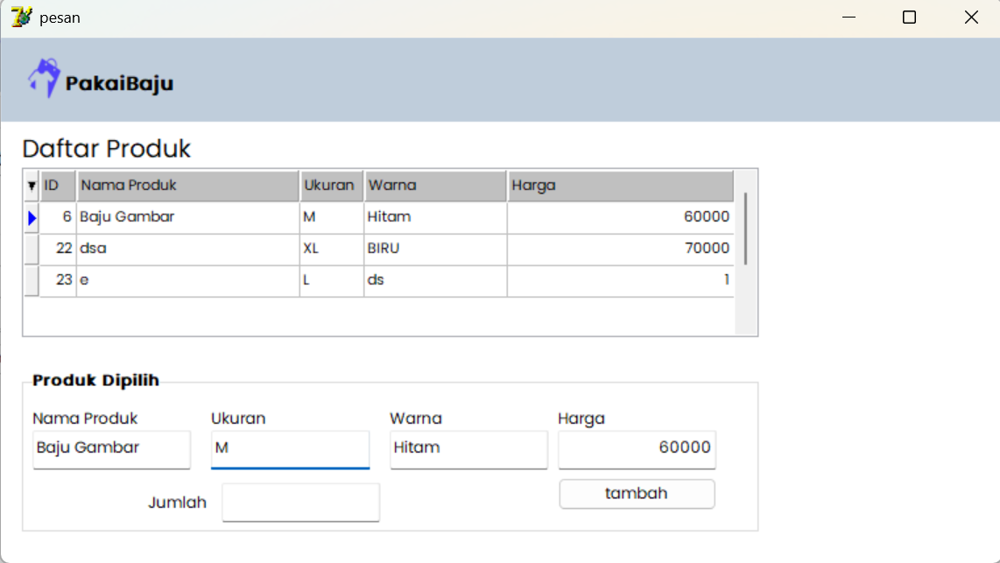 pesan
PakaiBaju
Daftar Produk
ID Nama Produk Ukuran Warna Harga
6 Baju Gambar M Hitam 60000
22 dsa XL BIRU 70000
23 e L ds 1
Produk Dipilih
Nama Produk Ukuran Warna Harga
Baju Gambar M Hitam 60000
Jumlah tambah